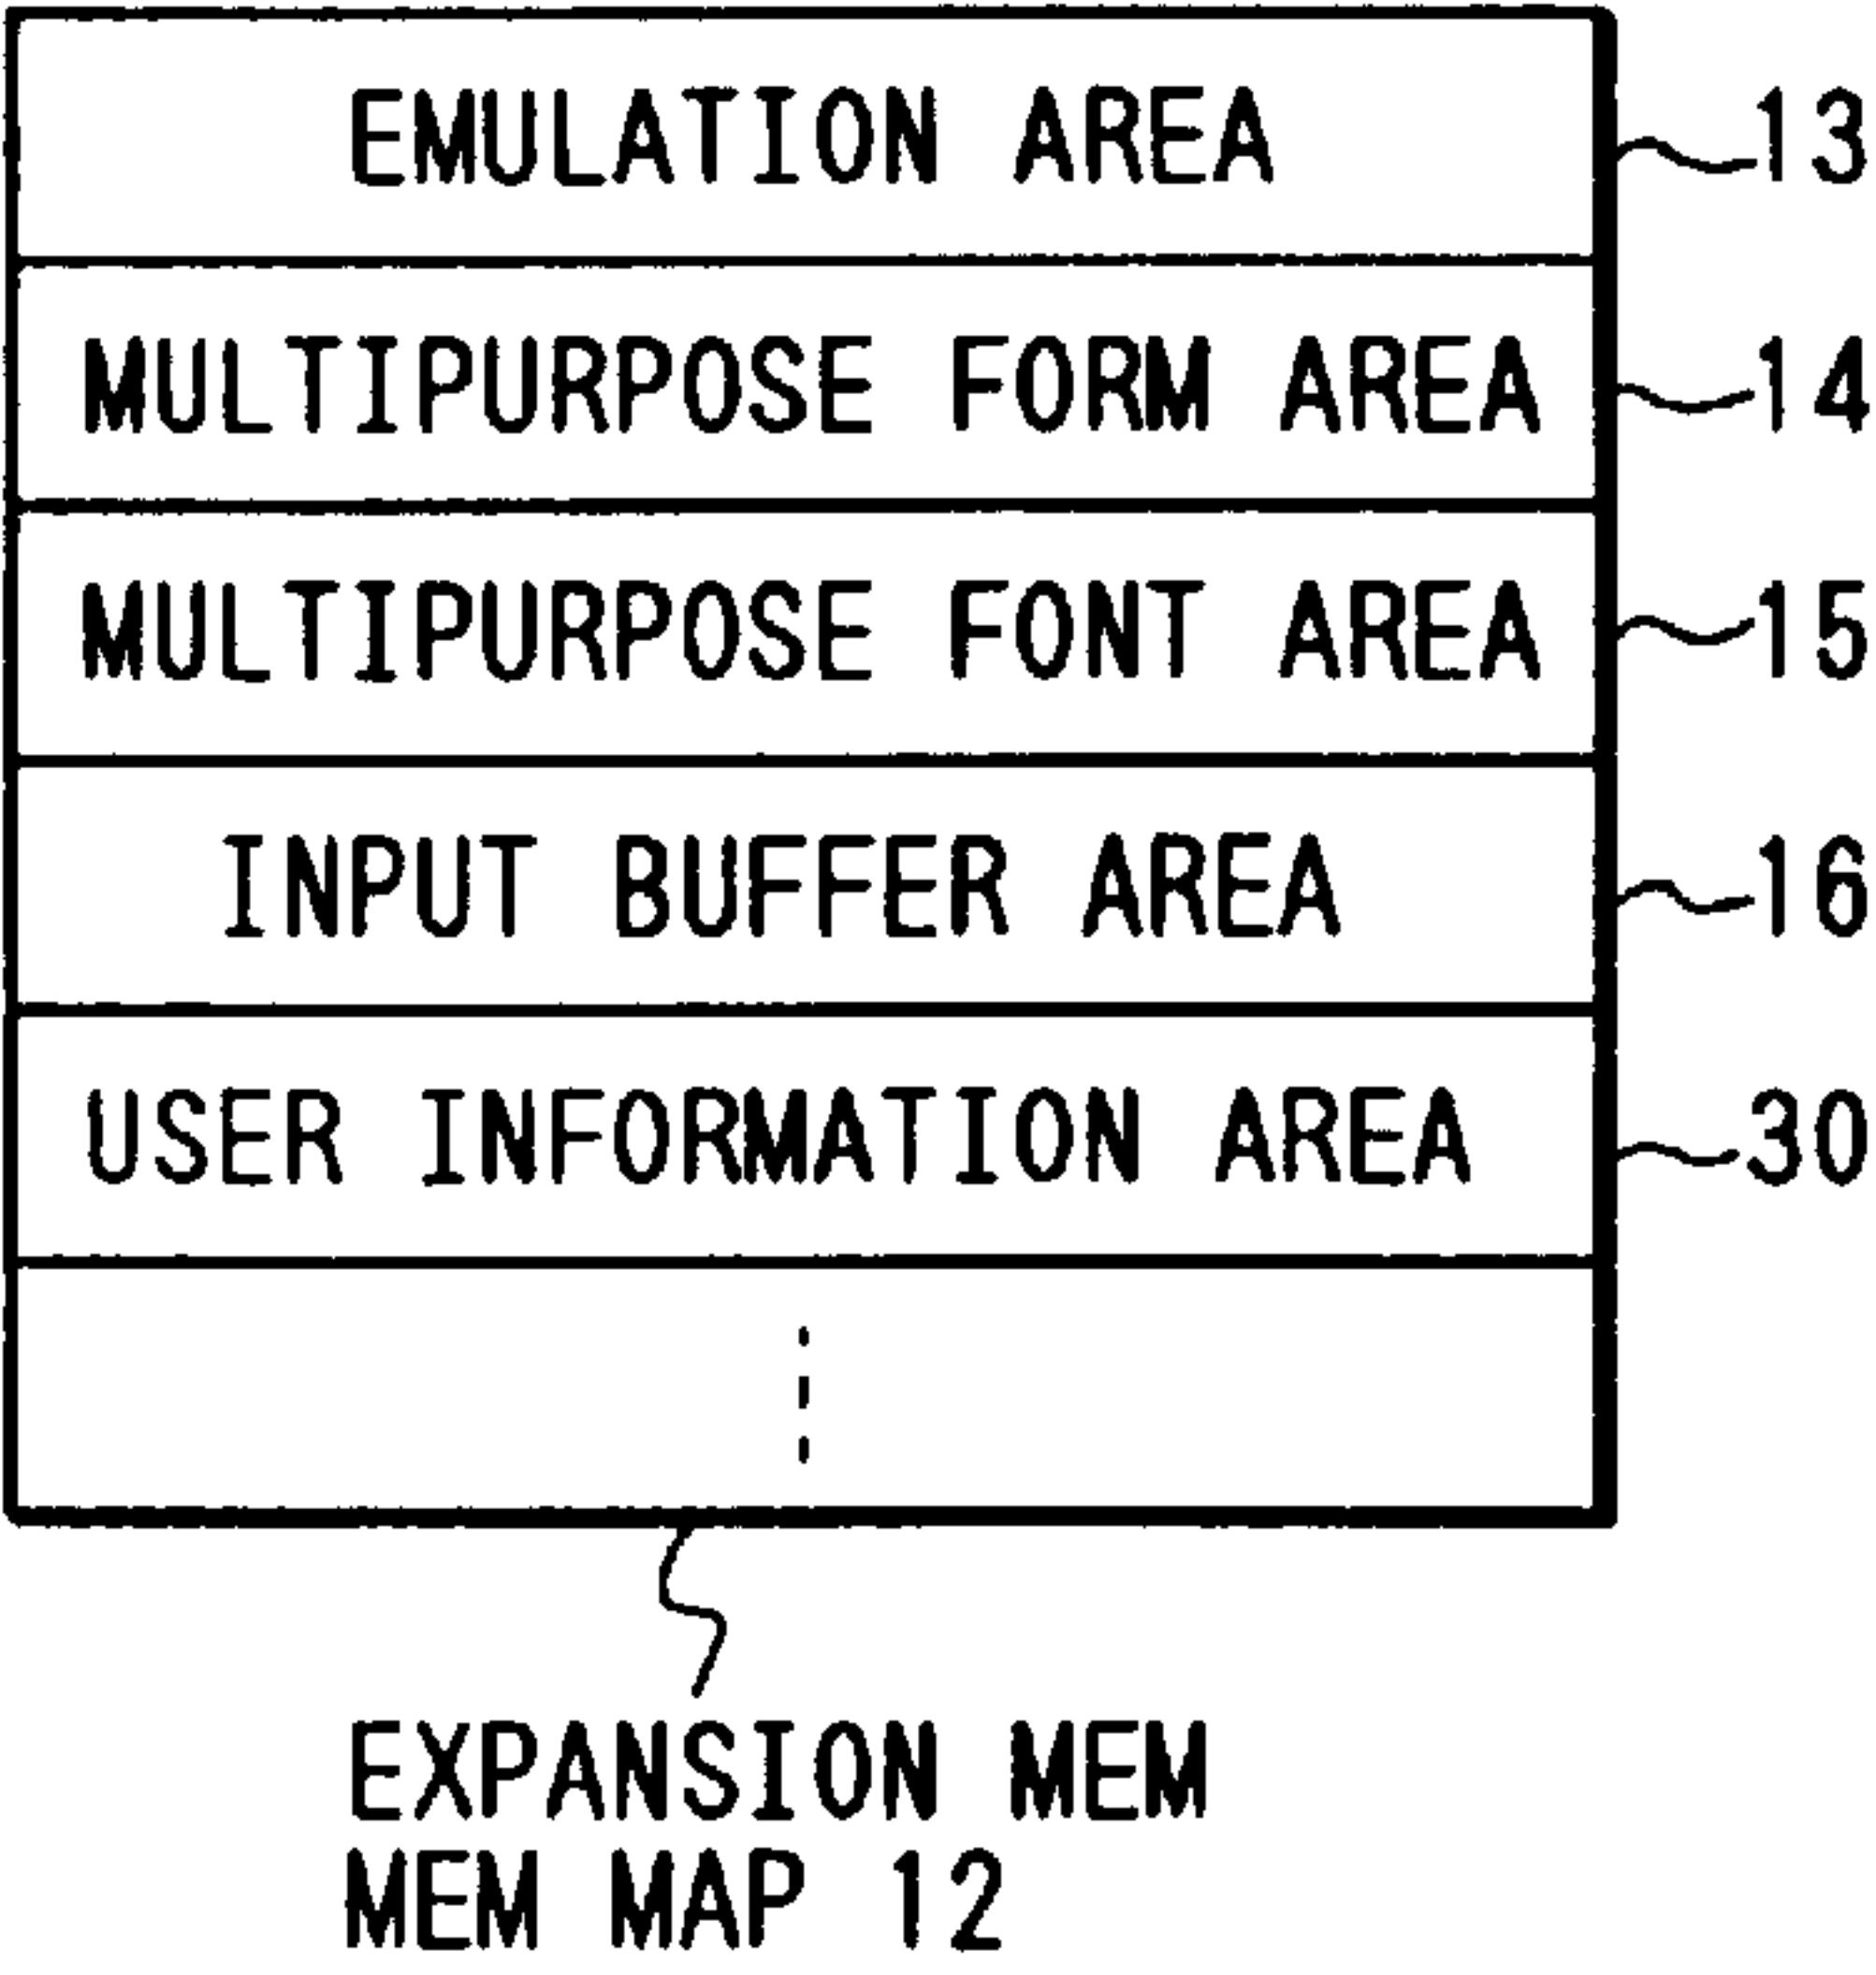 EMULATION AREA 13
MULTIPURPOSE FORM AREA 14
MULTIPURPOSE FONT AREA 15
INPUT BUFFER AREA 16
USER INFORMATION AREA 30
EXPANSION MEM
MEM MAP 12